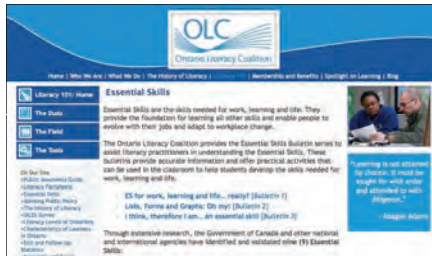 OLC
Ontario Literacy Coalition
Home | Who We Are | What We Do | The History of Literacy | | Membership and Benefits | Spotlight on Learning | Blog
Literacy 101: Home
The Stats
The Field
The Tools
On Our Site
Essential Skills
Essential Skills are the skills needed for work, learning and life. They
provide the foundation for learning all other skills and enable people to
evolve with their jobs and adapt to workplace change.
The Ontario Literacy Coalition provides the Essential Skills Bulletin series to
assist literacy practitioners in understanding the Essential Skills. These
bulletins provide accurate information and offer practical activities that
can be used in the classroom to help students develop the skills needed for
work, learning and life.
ES for work, learning and life... really! [Bulletin 1]
Lists, Forms and Graphs: Oh my! [Bulletin 2]
I think, therefore I am... an essential skill [Bulletin 3]
Through extensive research, the Government of Canada and other national
and international agencies have identified and validated nine (9) Essential
Skills:
"Learning is not attained
by chance, it must be
sought for with ardor
and attended to with
diligence."
- Abigail Adams